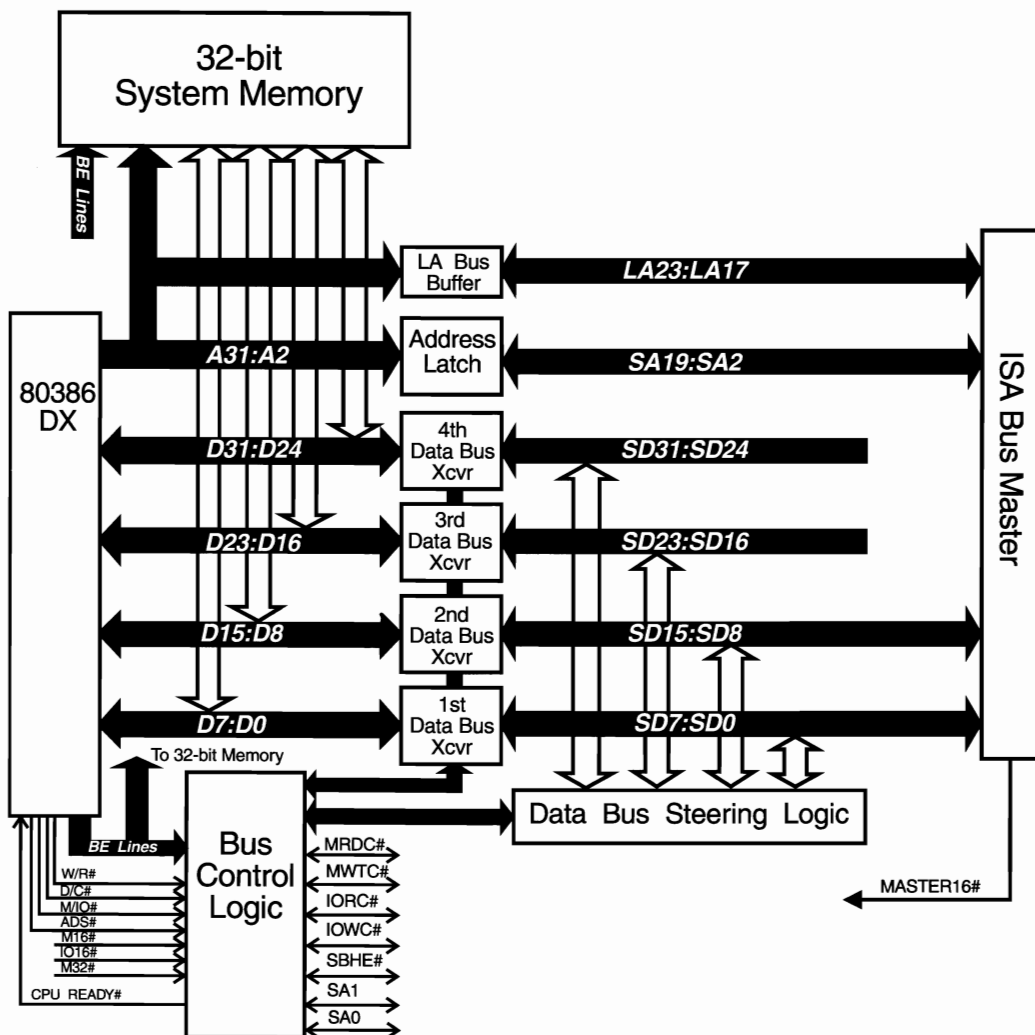 32-bit
System Memory
BE Lines
LA Bus
Buffer
LA23:LA17
80386
DX
A31:A2
Address
Latch
SA19:SA2
ISA Bus Master
D31:D24
4th
Data Bus
Xcvr
SD31:SD24
D23:D16
3rd
Data Bus
Xcvr
SD23:SD16
D15:D8
2nd
Data Bus
Xcvr
SD15:SD8
D7:D0
1st
Data Bus
Xcvr
SD7:SD0
To 32-bit Memory
Data Bus Steering Logic
BE Lines
Bus
Control
Logic
W/R#
D/C#
M/IO#
ADS#
M16#
IO16#
M32#
CPU READY#
MRDC#
MWTC#
IORC#
IOWC#
SBHE#
SA1
SA0
MASTER16#